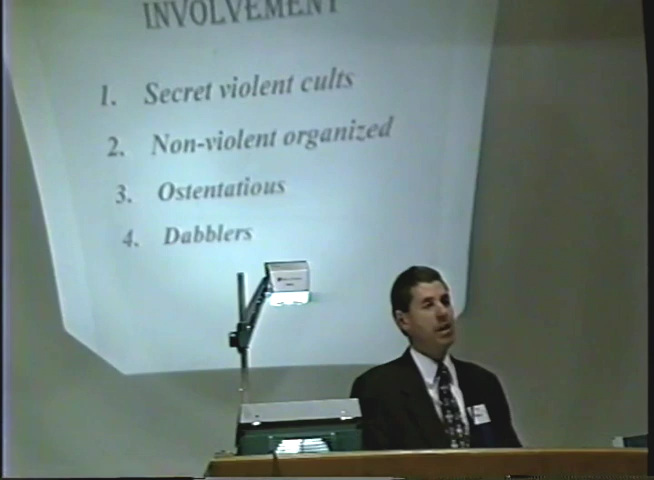 INVOLVEMENT
1. Secret violent cults
2. Non-violent organized
3. Ostentatious
4. Dabblers